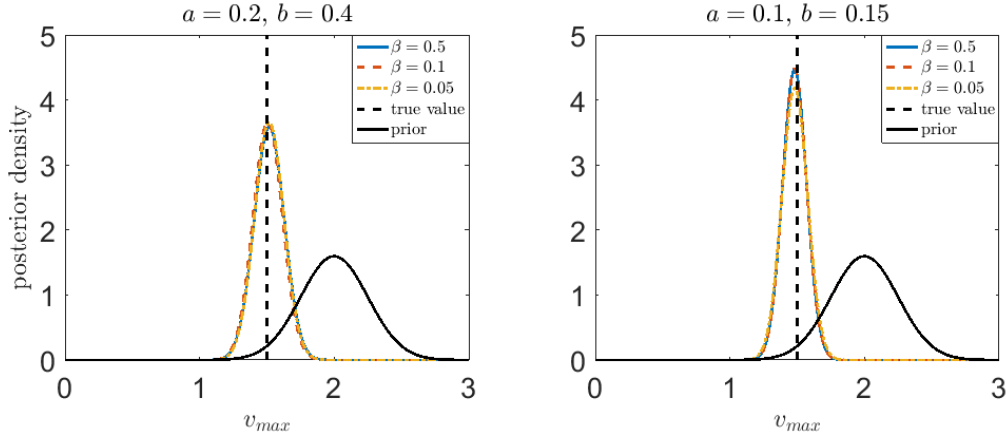 a = 0.2, b = 0.4
posterior density
5
4
3
2
1
0
0 1 2 3
v_max
β = 0.5
β = 0.1
β = 0.05
true value
prior
a = 0.1, b = 0.15
5
4
3
2
1
0
0 1 2 3
v_max
β = 0.5
β = 0.1
β = 0.05
true value
prior